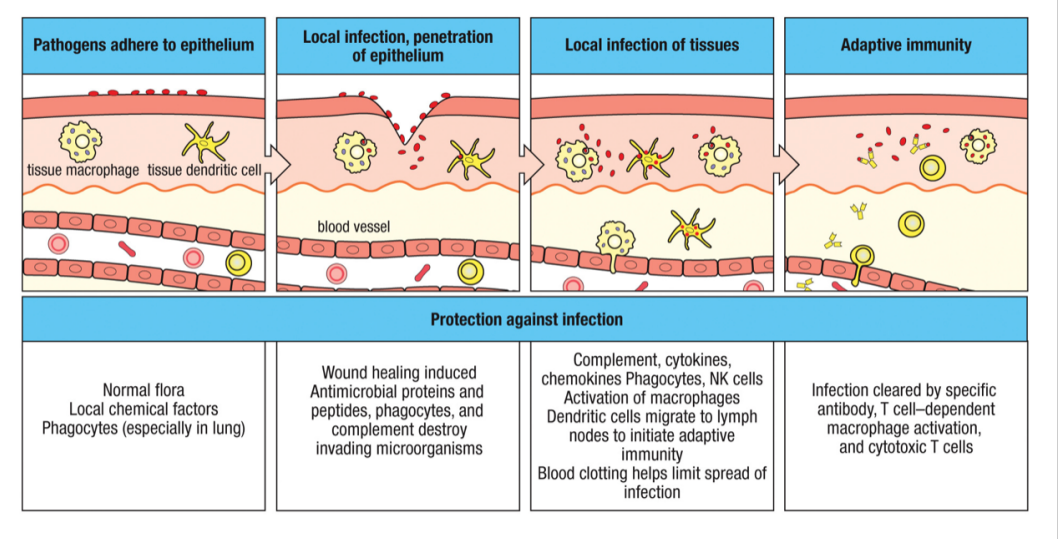 Pathogens adhere to epithelium
Local infection, penetration
of epithelium
Local infection of tissues
Adaptive immunity
tissue macrophage
tissue dendritic cell
blood vessel
Protection against infection
Normal flora
Local chemical factors
Phagocytes (especially in lung)
Wound healing induced
Antimicrobial proteins and
peptides, phagocytes, and
complement destroy
invading microorganisms
Complement, cytokines,
chemokines Phagocytes, NK cells
Activation of macrophages
Dendritic cells migrate to lymph
nodes to initiate adaptive
immunity
Blood clotting helps limit spread of
infection
Infection cleared by specific
antibody, T cell–dependent
macrophage activation,
and cytotoxic T cells